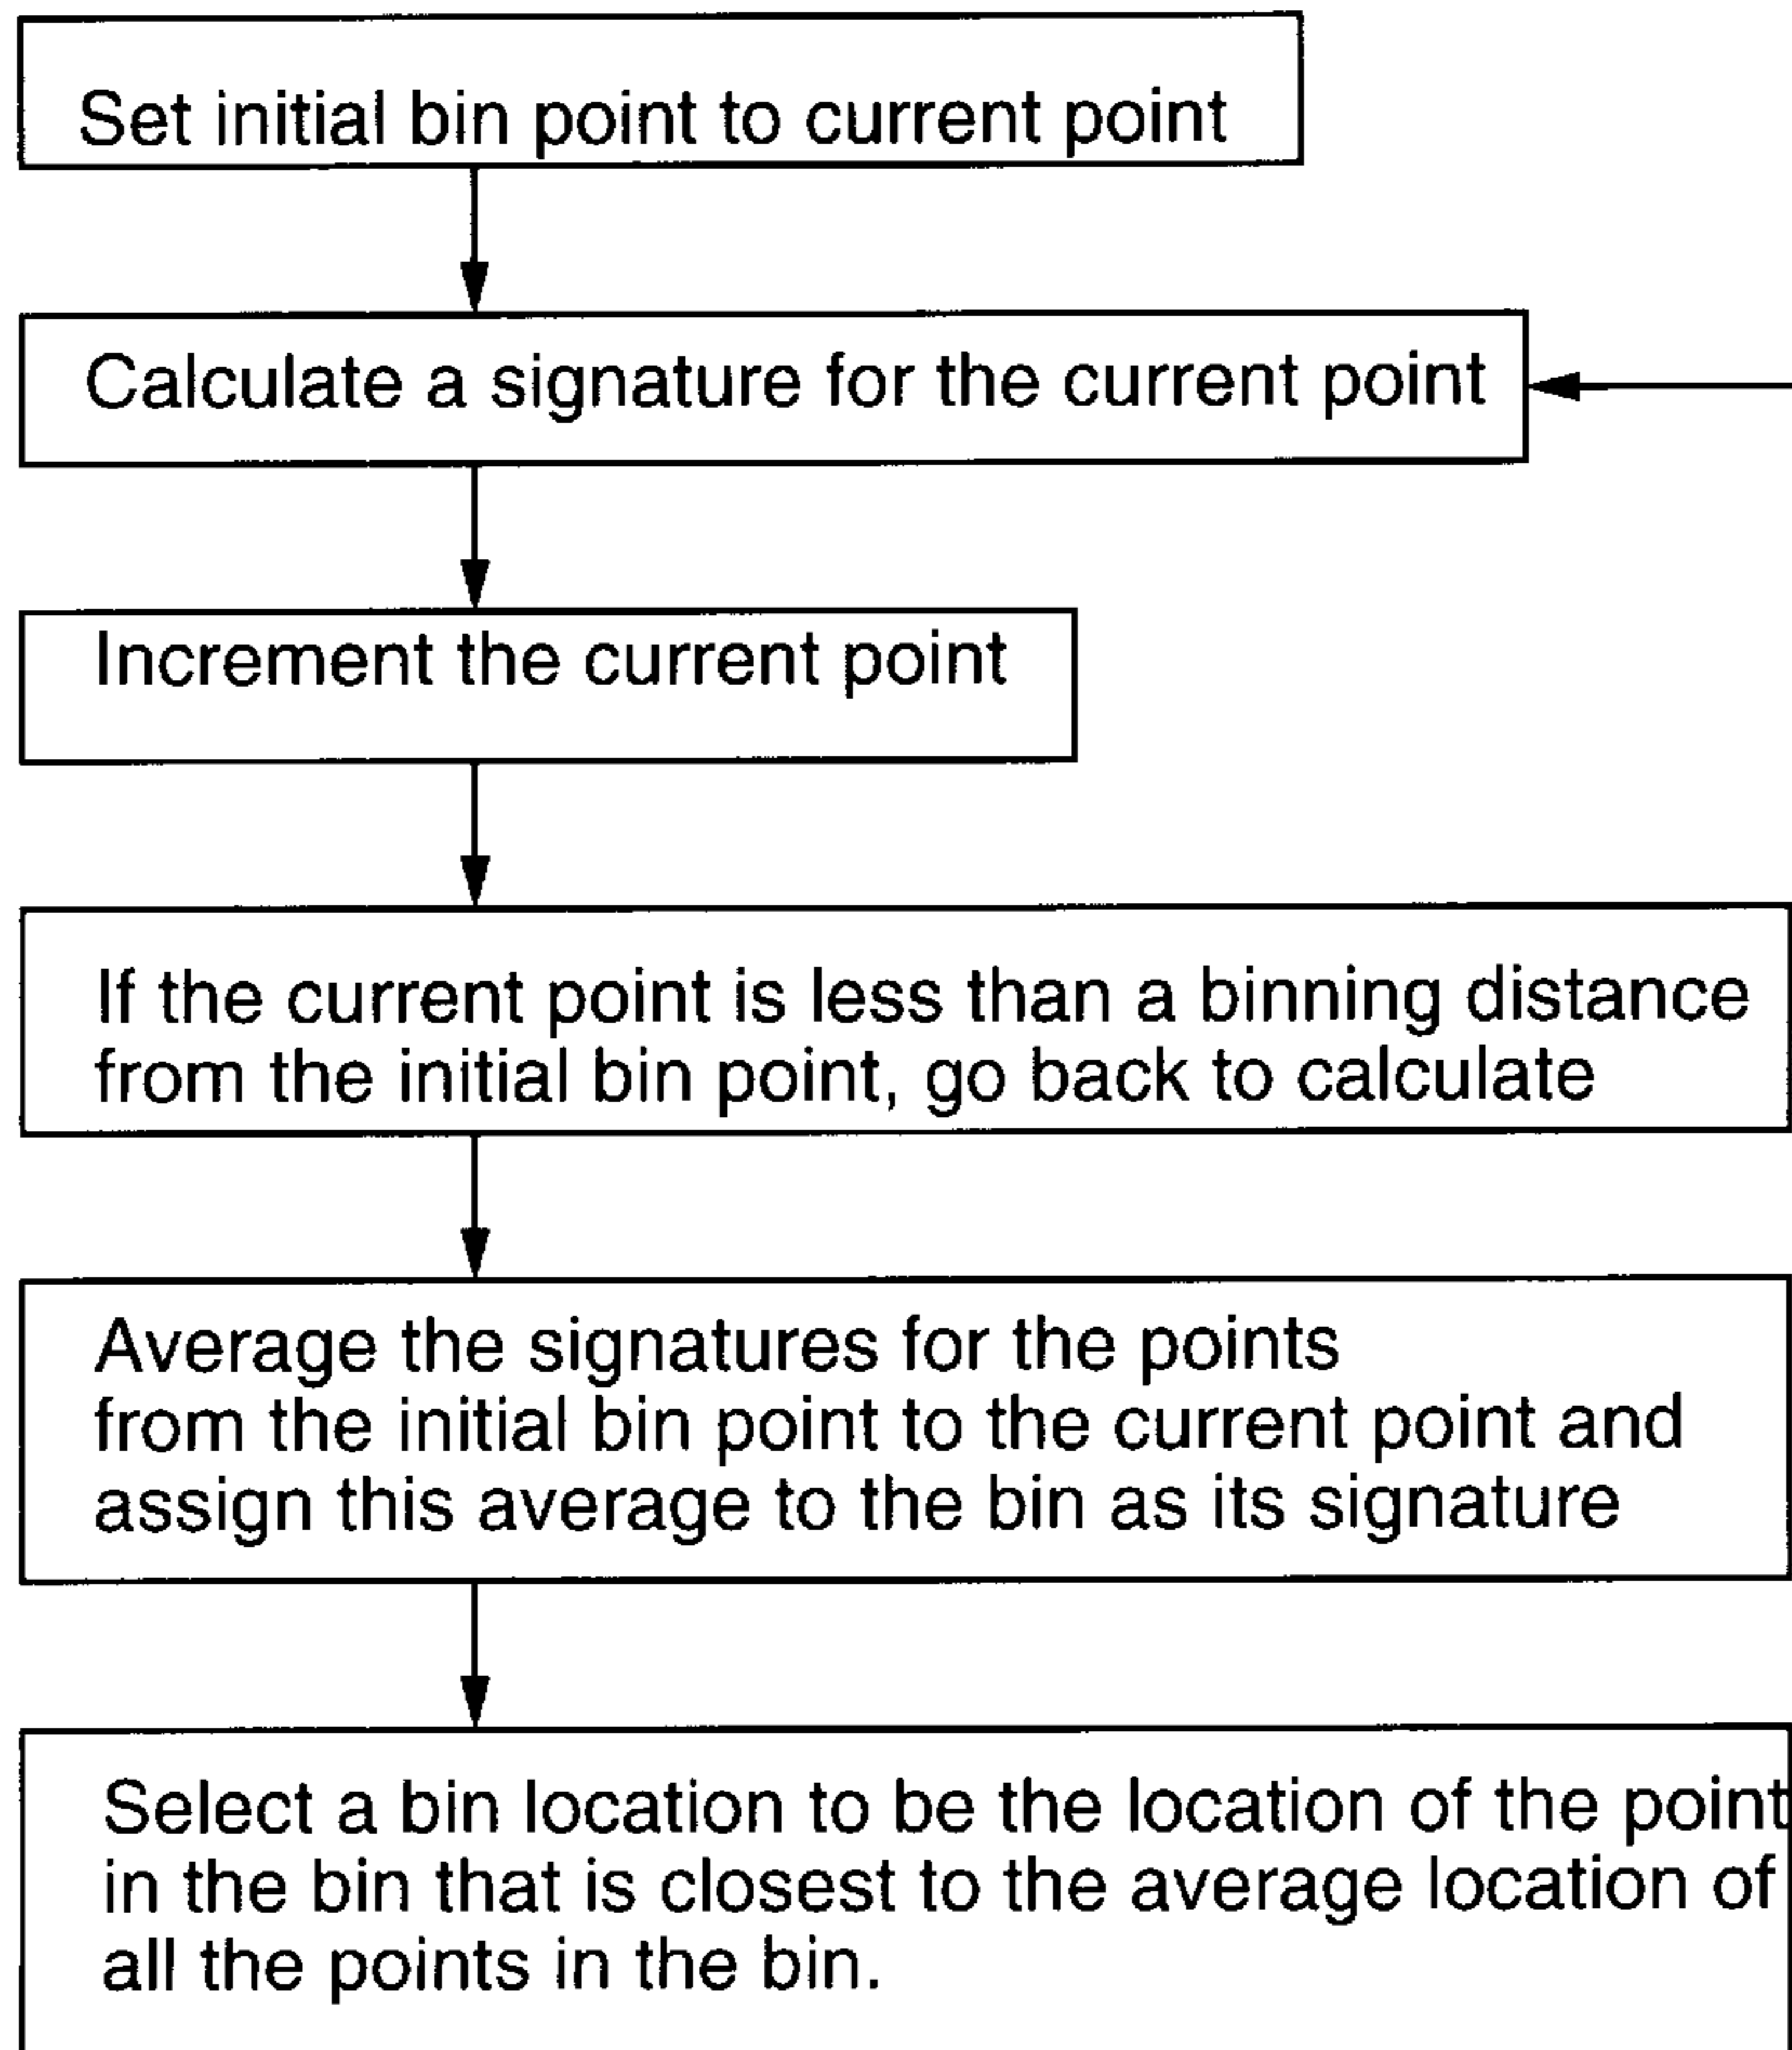 Set initial bin point to current point
Calculate a signature for the current point
Increment the current point
If the current point is less than a binning distance
from the initial bin point, go back to calculate
Average the signatures for the points
from the initial bin point to the current point and
assign this average to the bin as its signature
Select a bin location to be the location of the point
in the bin that is closest to the average location of
all the points in the bin.